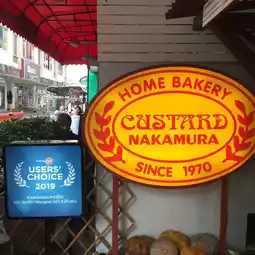 HOME BAKERY
CUSTARD
NAKAMURA
SINCE 1970
USERS'
CHOICE
2019